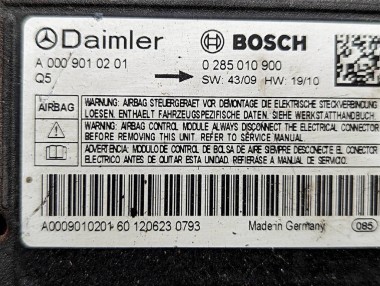 Daimler BOSCH
A 000 901 02 01 0 285 010 900
Q5 SW: 43/09 HW: 19/10
AIRBAG
WARNUNG: AIRBAG STEUERGERAET VOR DEMONTAGE DIE ELEKTRISCHE STECKVERBINDUNG
LOESEN. ENTHAELT FAHRZEUGSPEZIFISCHE DATEN. SIEHE WERKSTATTHANDBUCH
WARNING: AIRBAG CONTROL MODULE ALWAYS DISCONNECT THE ELECTRICAL CONNECTOR
BEFORE REMOVING THIS UNIT. REFER TO SERVICE MANUAL.
ADVERTENCIA: MODULO DE CONTROL DE BOLSA DE AIRE SIEMPRE DESCONECTE EL CONECTOR
ELECTRICO ANTES DE QUITAR ESTA UNIDAD. REFIERASE A MANUAL DE SERVICIO
A0009010201 60 120623 0793 Made in Germany 085